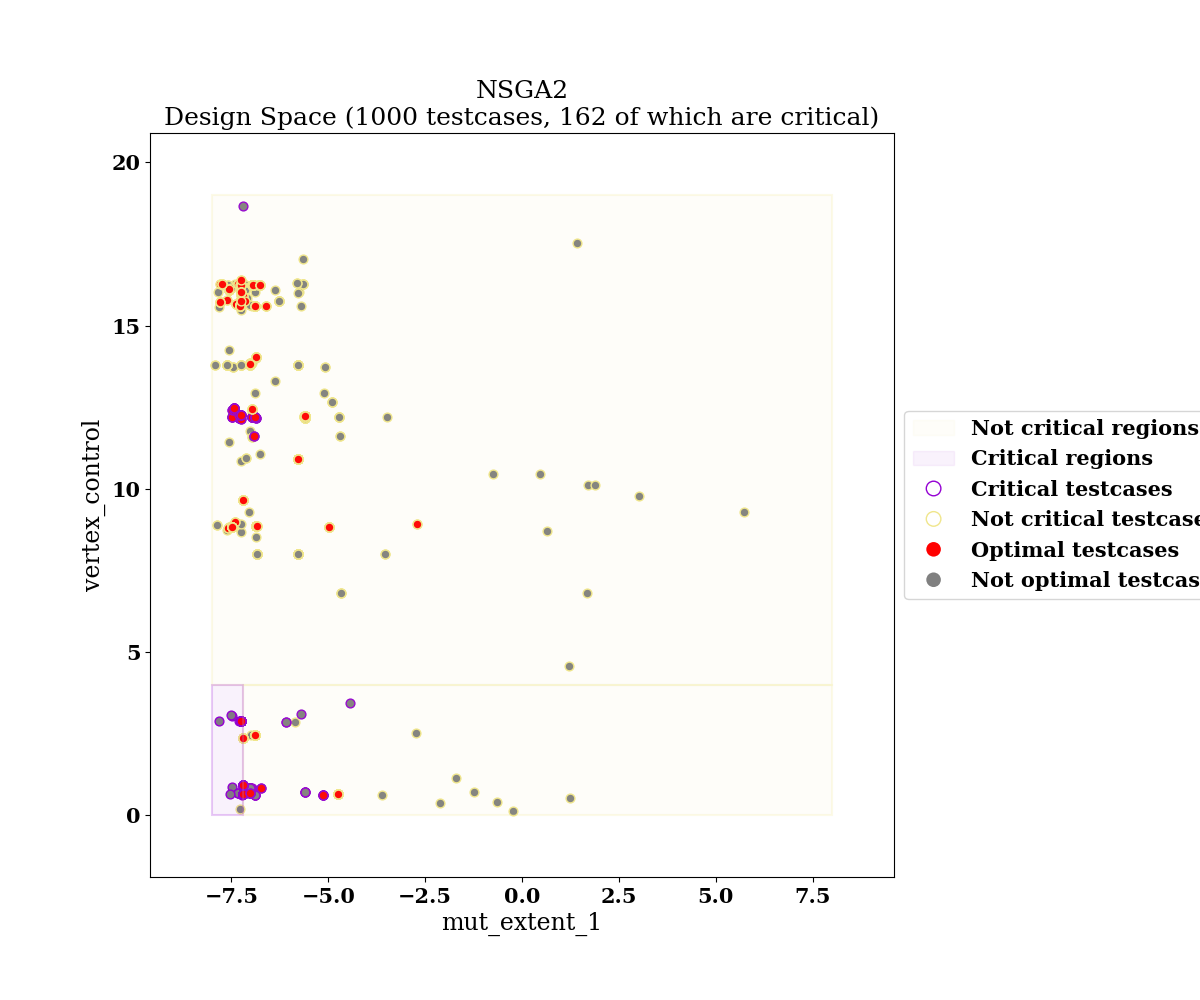 NSGA2
Design Space (1000 testcases, 162 of which are critical)
20
15
10
5
0
vertex_control
−7.5
−5.0
−2.5
0.0
2.5
5.0
7.5
mut_extent_1
Not critical regions
Critical regions
Critical testcases
Not critical testcase
Optimal testcases
Not optimal testcas